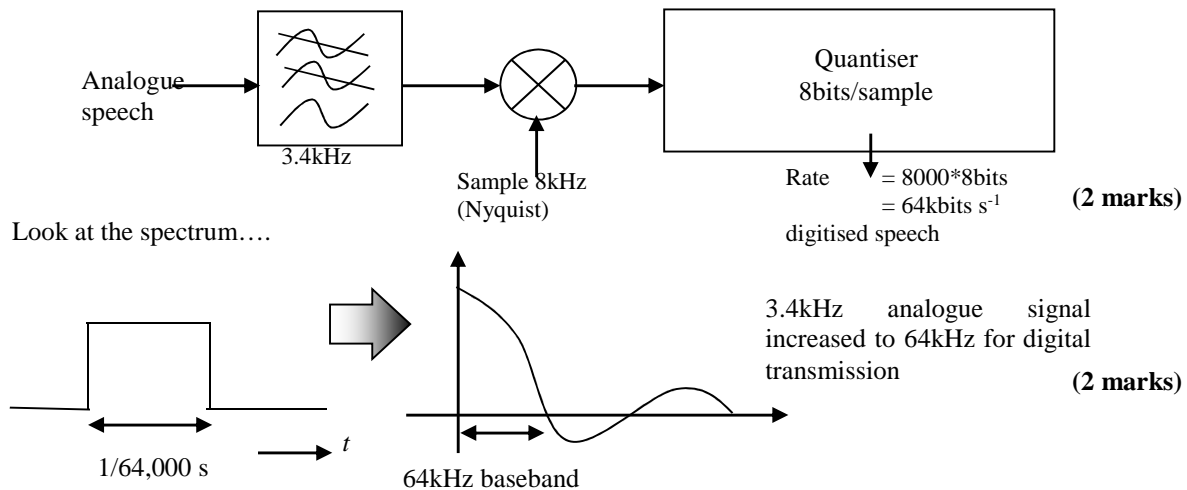 Analogue
speech
3.4kHz
Sample 8kHz
(Nyquist)
Quantiser
8bits/sample
Rate = 8000*8bits
= 64kbits s⁻¹
digitised speech
(2 marks)
Look at the spectrum….
1/64,000 s
t
64kHz baseband
3.4kHz analogue signal
increased to 64kHz for digital
transmission
(2 marks)